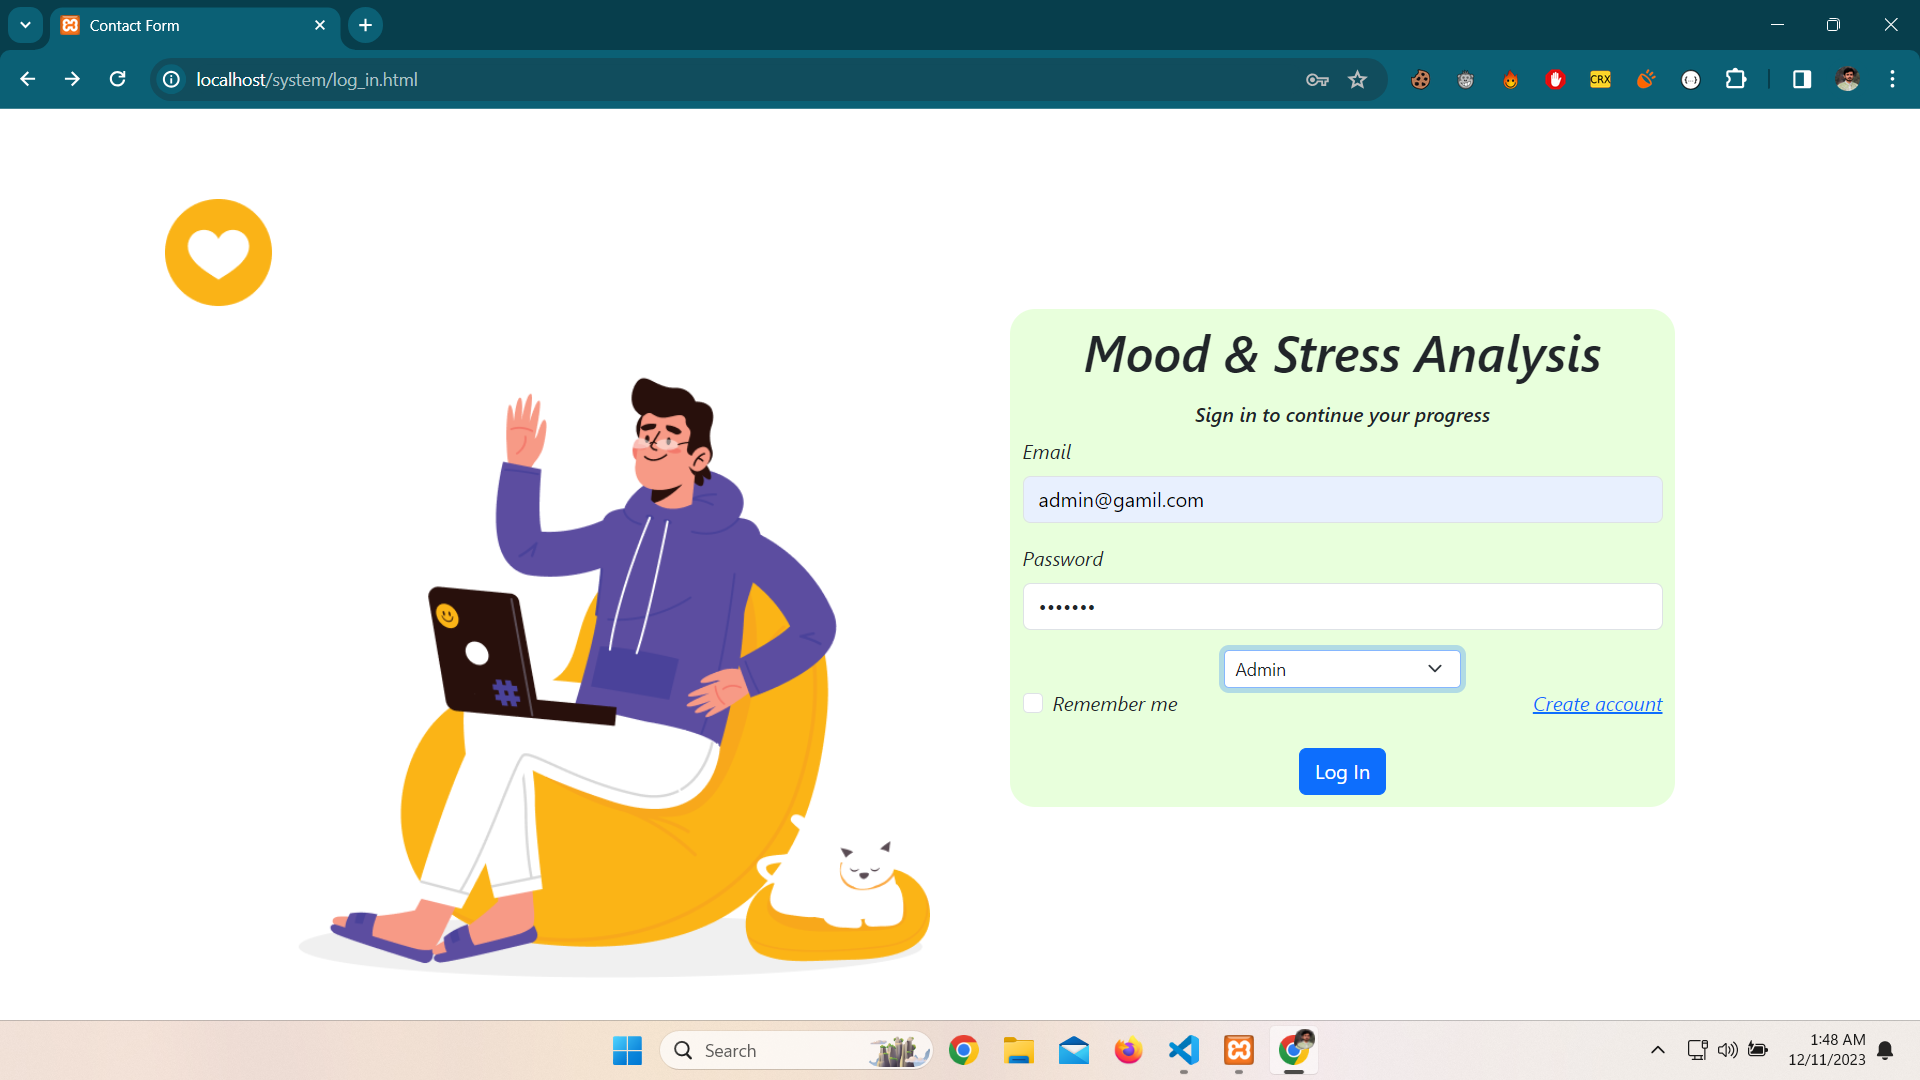 Contact Form
localhost/system/log_in.html
CRX
Mood & Stress Analysis
Sign in to continue your progress
Email
admin@gamil.com
Password
•••••••
Admin
Remember me
Create account
Log In
#
Search
1:48 AM
12/11/2023